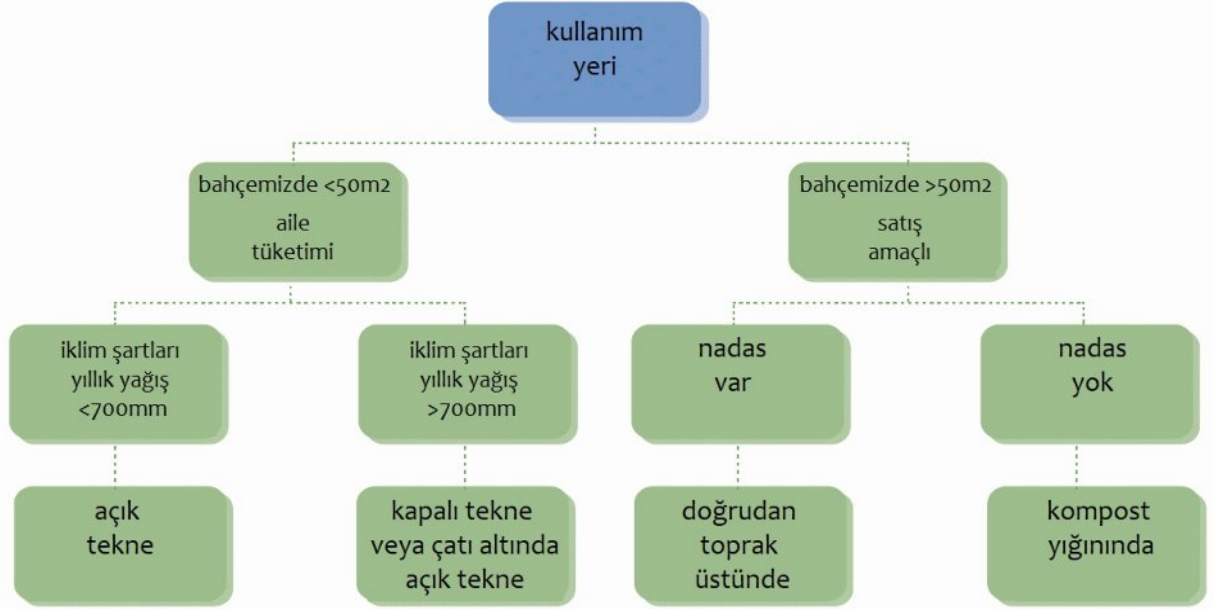 kullanım
yeri
bahçemizde <50m2
aile
tüketimi
bahçemizde >50m2
satış
amaçlı
iklim şartları
yıllık yağış
<700mm
iklim şartları
yıllık yağış
>700mm
nadas
var
nadas
yok
açık
tekne
kapalı tekne
veya çatı altında
açık tekne
doğrudan
toprak
üstünde
kompost
yığınında